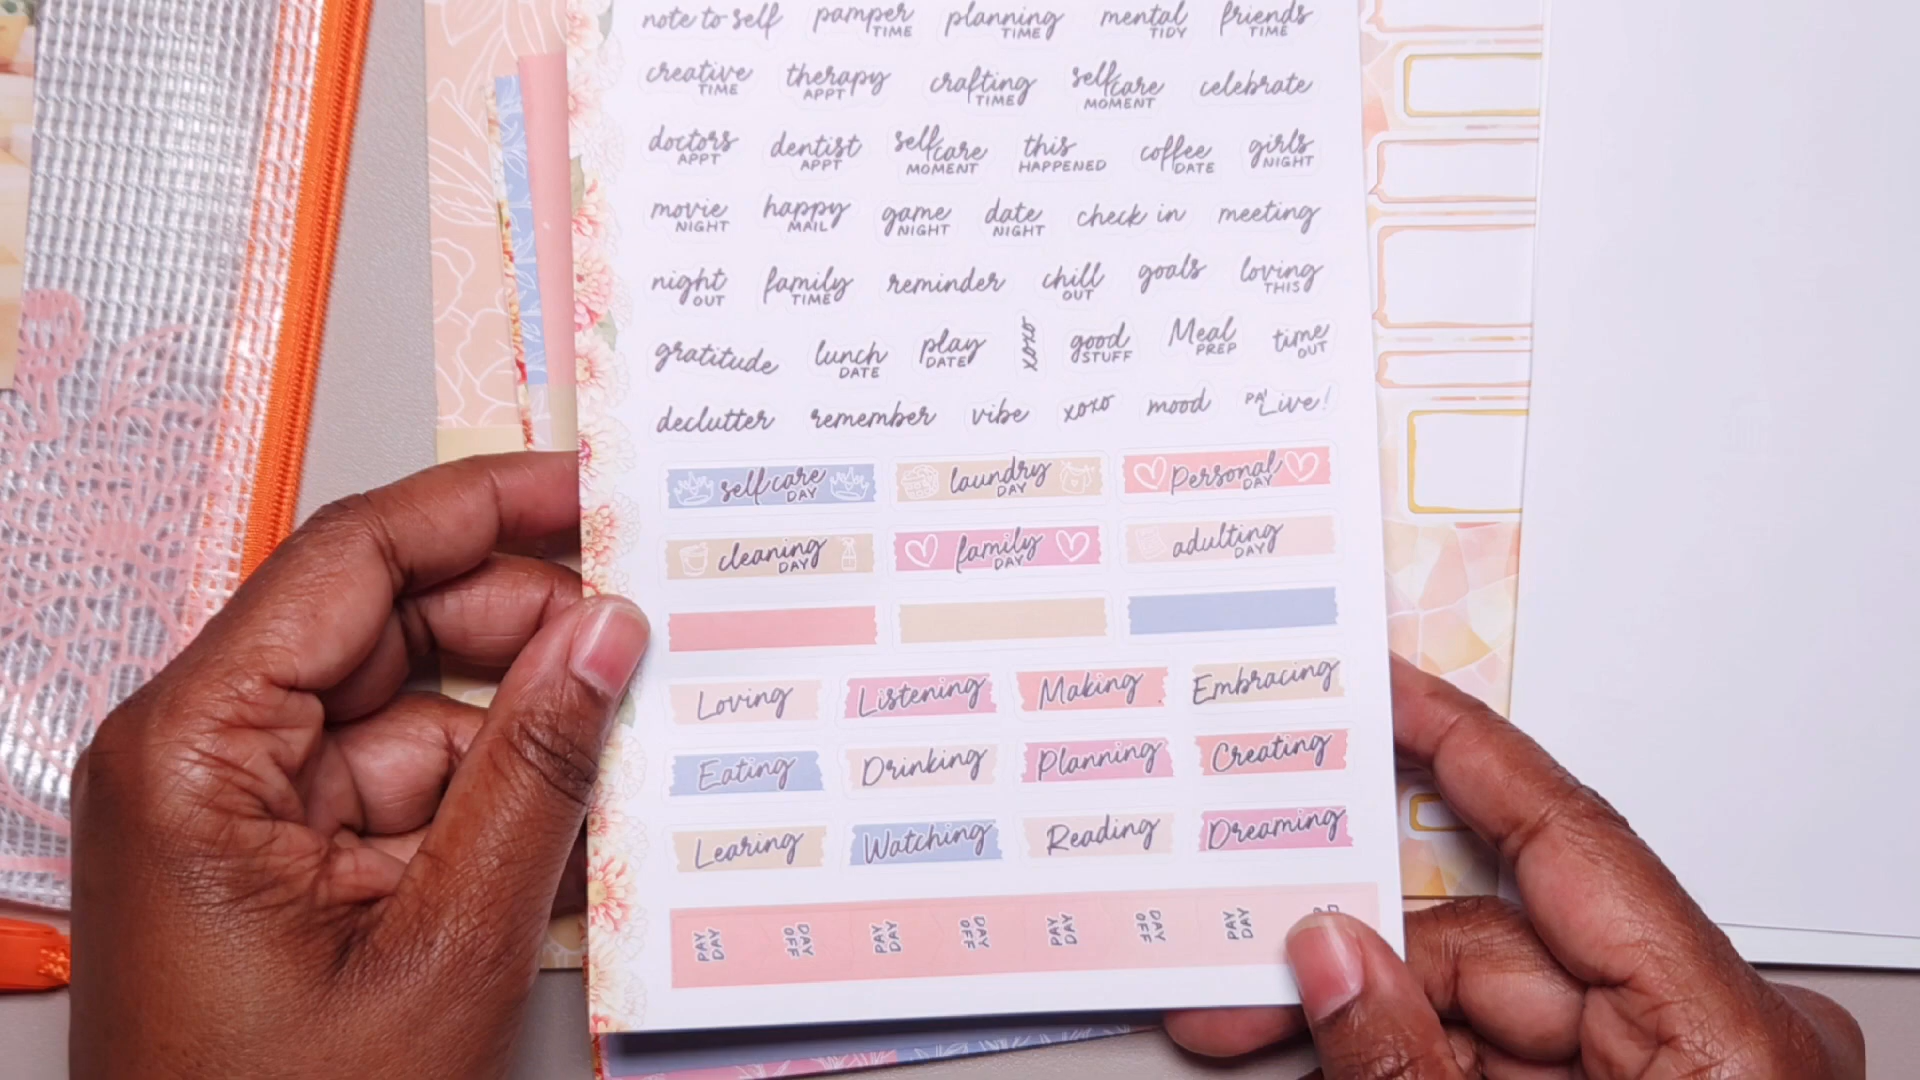 note to self pamper TIME planning TIME mental TIDY friends TIME
creative TIME therapy APPT crafting TIME self care MOMENT celebrate
doctors APPT dentist APPT self care MOMENT this HAPPENED coffee DATE girls NIGHT
movie NIGHT happy MAIL game NIGHT date NIGHT check in meeting
night OUT family TIME reminder chill OUT goals loving THIS
gratitude lunch DATE play DATE xoxo good STUFF Meal PREP time OUT
declutter remember vibe xoxo mood Live!
self care DAY laundry DAY Personal DAY
cleaning DAY family DAY adulting DAY
Loving Listening Making Embracing
Eating Drinking Planning Creating
Learing Watching Reading Dreaming
PAY DAY DAY OFF PAY DAY DAY OFF PAY DAY DAY OFF PAY DAY